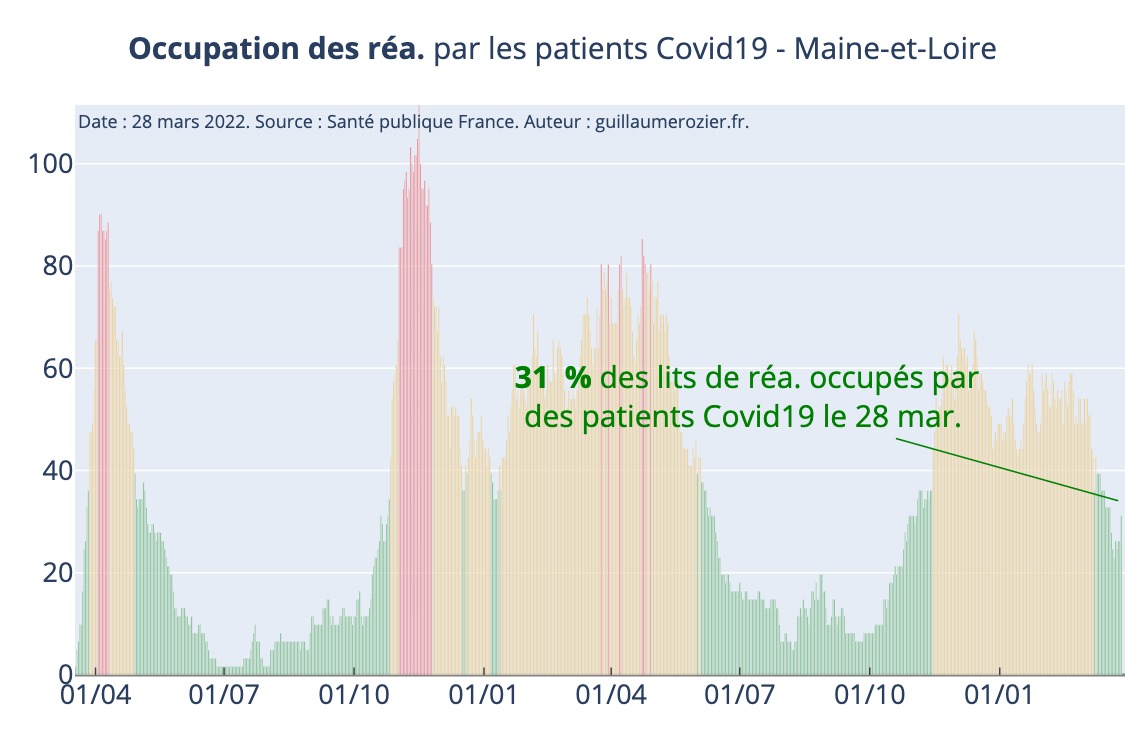 Occupation des réa. par les patients Covid19 - Maine-et-Loire
Date : 28 mars 2022. Source : Santé publique France. Auteur : guillaumerozier.fr.
100
80
60
40
20
0
31 % des lits de réa. occupés par
des patients Covid19 le 28 mar.
01/04 01/07 01/10 01/01 01/04 01/07 01/10 01/01